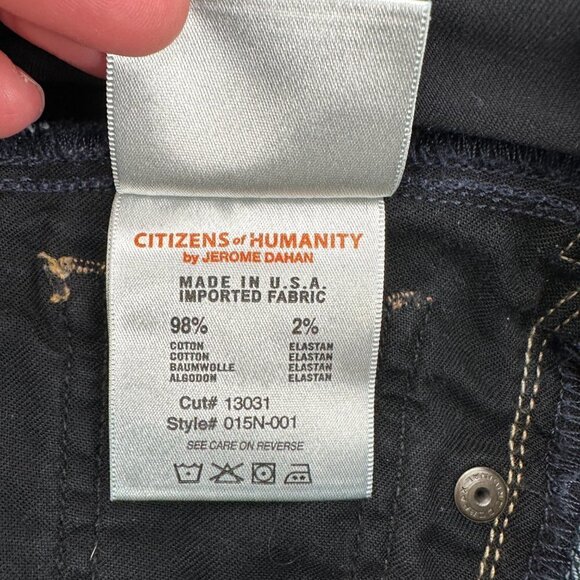 CITIZENS of HUMANITY
by JEROME DAHAN
MADE IN U.S.A.
IMPORTED FABRIC
98% 2%
COTON ELASTAN
COTTON ELASTAN
BAUMWOLLE ELASTAN
ALGODON ELASTAN
Cut# 13031
Style# 015N-001
SEE CARE ON REVERSE